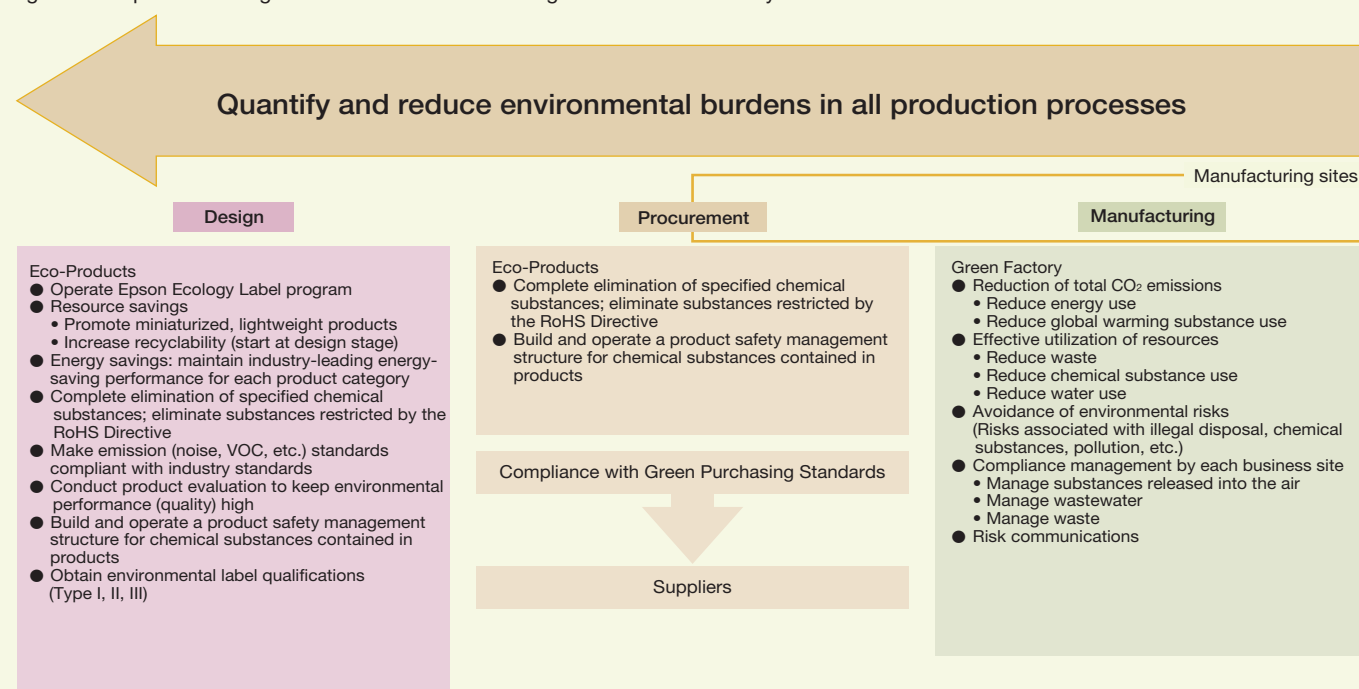 Quantify and reduce environmental burdens in all production processes
Manufacturing sites
Design
Eco-Products
● Operate Epson Ecology Label program
● Resource savings
• Promote miniaturized, lightweight products
• Increase recyclability (start at design stage)
● Energy savings: maintain industry-leading energy-
saving performance for each product category
● Complete elimination of specified chemical
substances; eliminate substances restricted by the
RoHS Directive
● Make emission (noise, VOC, etc.) standards
compliant with industry standards
● Conduct product evaluation to keep environmental
performance (quality) high
● Build and operate a product safety management
structure for chemical substances contained in
products
● Obtain environmental label qualifications
(Type I, II, III)
Procurement
Eco-Products
● Complete elimination of specified chemical
substances; eliminate substances restricted by
the RoHS Directive
● Build and operate a product safety management
structure for chemical substances contained in
products
Compliance with Green Purchasing Standards
Suppliers
Manufacturing
Green Factory
● Reduction of total CO₂ emissions
• Reduce energy use
• Reduce global warming substance use
● Effective utilization of resources
• Reduce waste
• Reduce chemical substance use
• Reduce water use
● Avoidance of environmental risks
(Risks associated with illegal disposal, chemical
substances, pollution, etc.)
● Compliance management by each business site
• Manage substances released into the air
• Manage wastewater
• Manage waste
● Risk communications